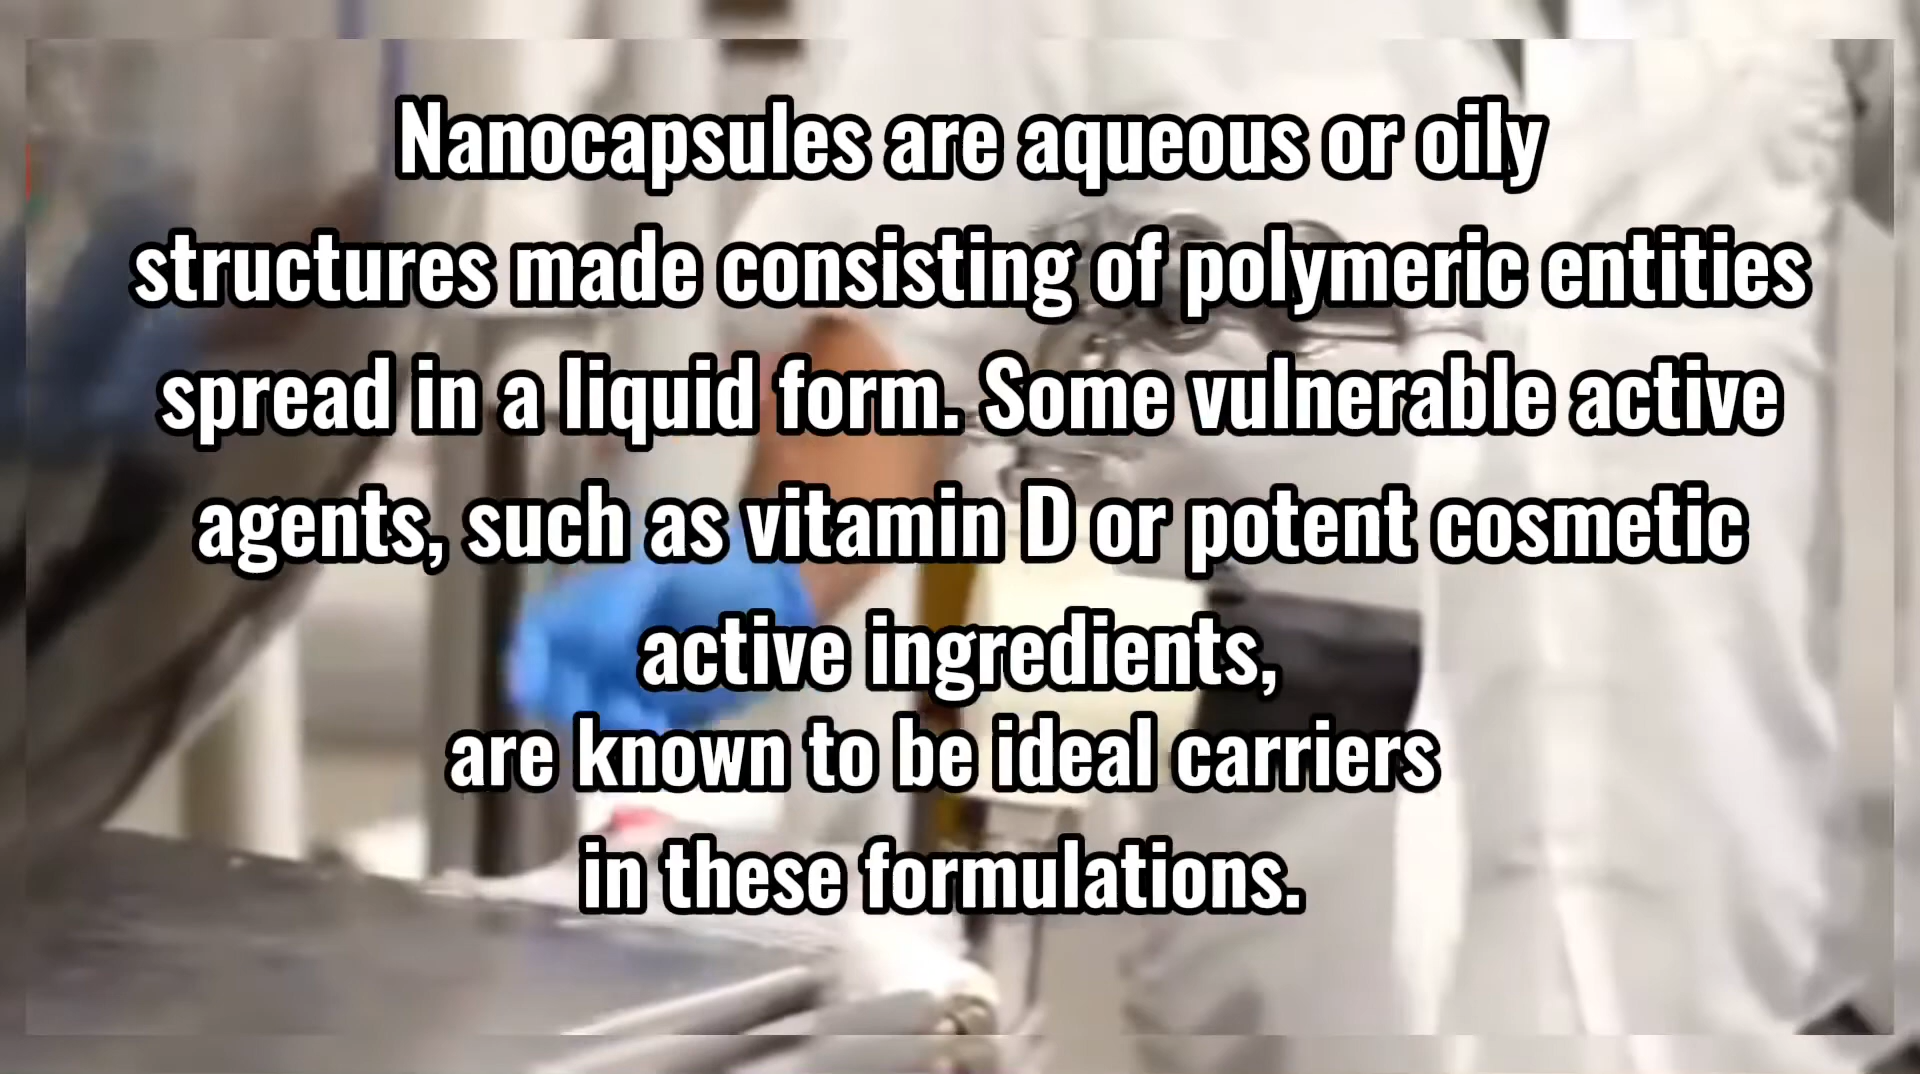 Nanocapsules are aqueous or oily
structures made consisting of polymeric entities
spread in a liquid form. Some vulnerable active
agents, such as vitamin D or potent cosmetic
active ingredients,
are known to be ideal carriers
in these formulations.